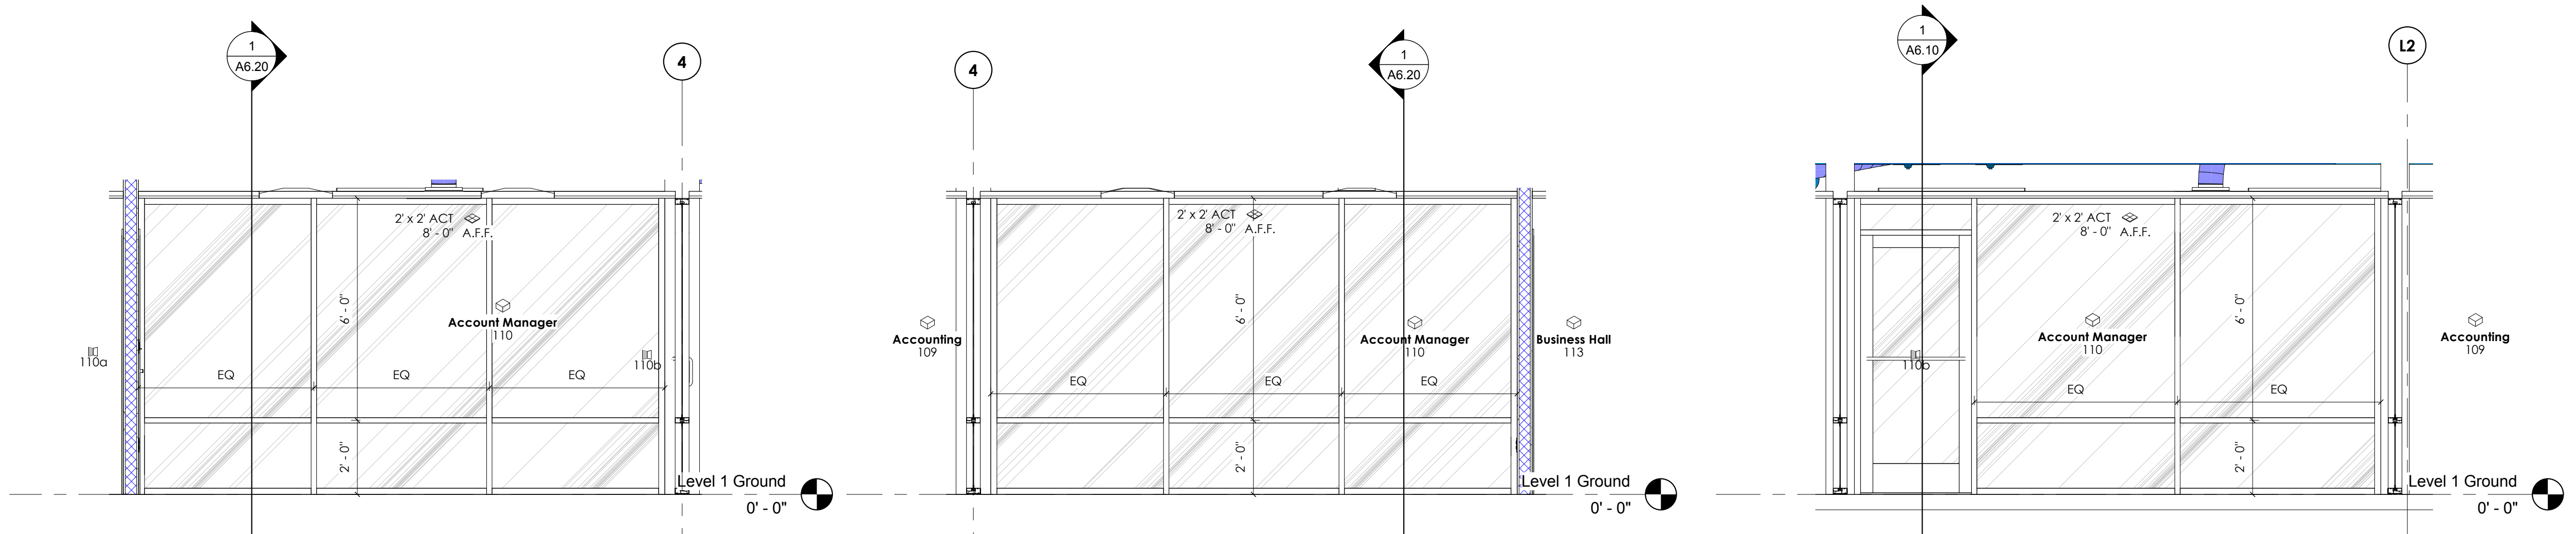 1
A6.20
4
2' x 2' ACT
8' - 0" A.F.F.
6' - 0"
Account Manager
110
110a
110b
EQ
EQ
EQ
2' - 0"
Level 1 Ground
0' - 0"
4
1
A6.20
2' x 2' ACT
8' - 0" A.F.F.
6' - 0"
Accounting
109
Account Manager
110
Business Hall
113
EQ
EQ
EQ
2' - 0"
Level 1 Ground
0' - 0"
1
A6.10
L2
2' x 2' ACT
8' - 0" A.F.F.
6' - 0"
Account Manager
110
Accounting
109
110b
EQ
EQ
2' - 0"
Level 1 Ground
0' - 0"